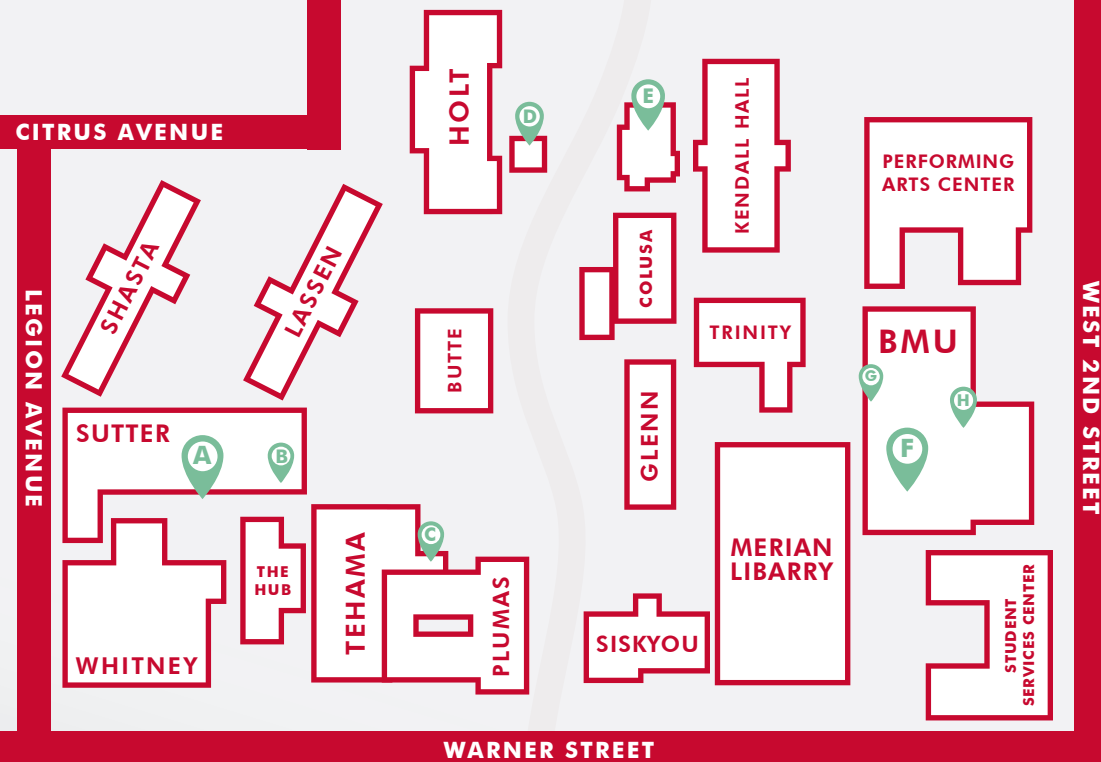 HOLT
D
E
KENDALL HALL
CITRUS AVENUE
PERFORMING
ARTS CENTER
SHASTA
LASSEN
COLUSA
LEGION AVENUE
WEST 2ND STREET
BUTTE
TRINITY
BMU
G
H
SUTTER
A
B
GLENN
F
C
THE
HUB
TEHAMA
PLUMAS
MERIAN
LIBARRY
WHITNEY
SISKYOU
STUDENT
SERVICES CENTER
WARNER STREET